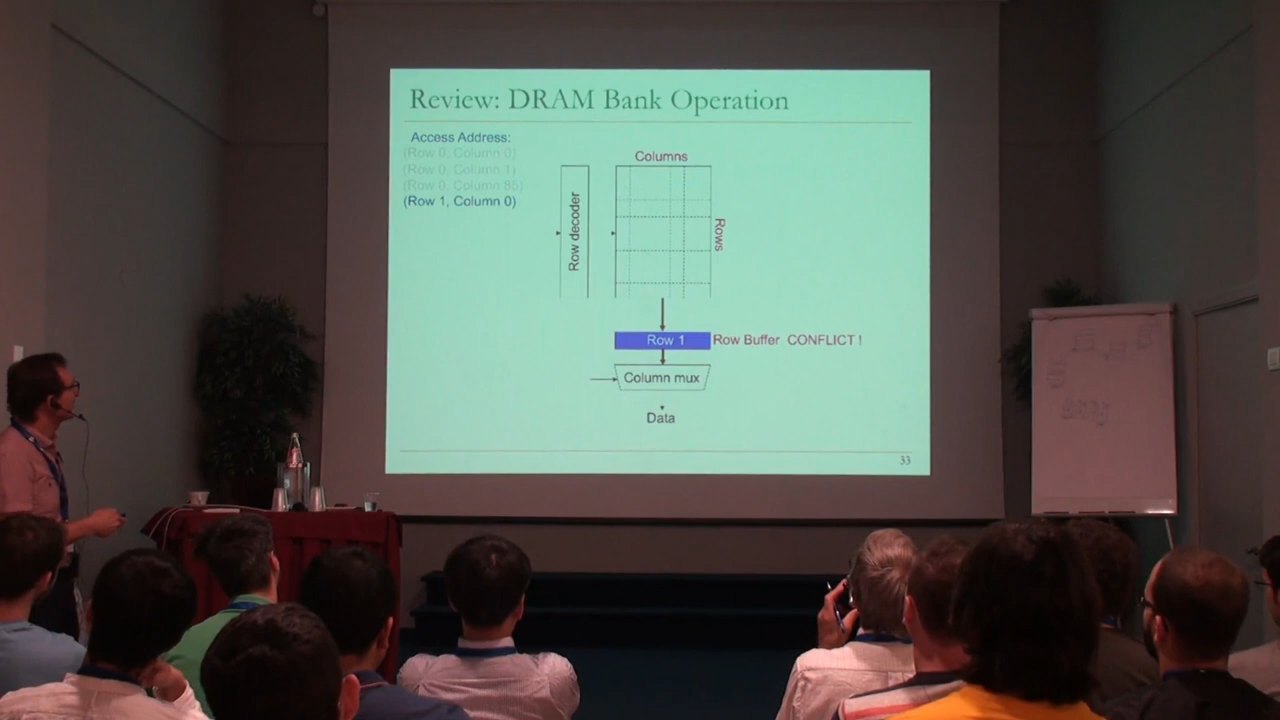 Review: DRAM Bank Operation
Access Address:
(Row 0, Column 0)
(Row 0, Column 1)
(Row 0, Column 85)
(Row 1, Column 0)
Columns
Row decoder
Rows
Row 1
Row Buffer CONFLICT !
Column mux
Data
33